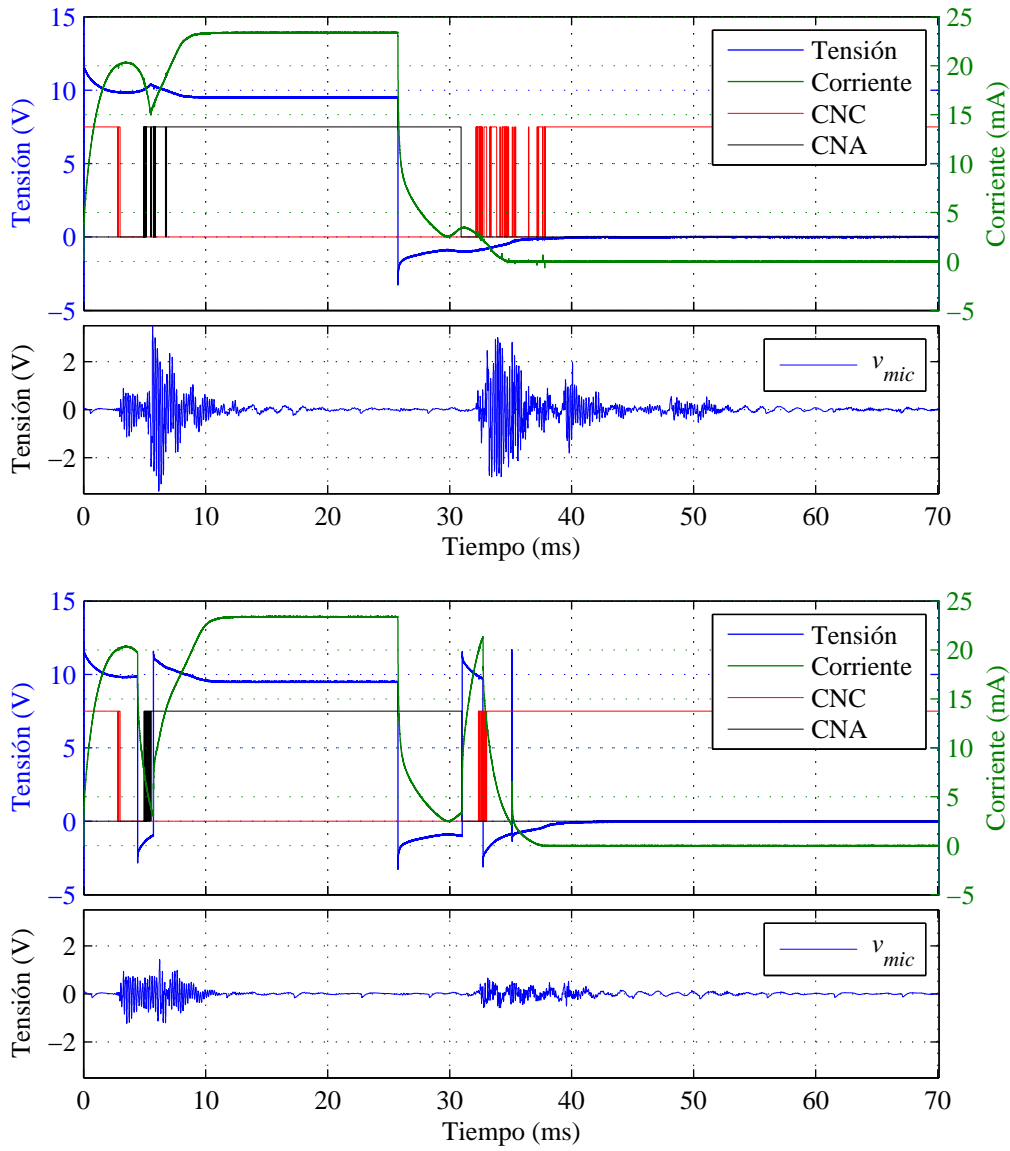 15
10
5
0
−5
Tensión (V)
25
20
15
10
5
0
−5
Corriente (mA)
Tensión
Corriente
CNC
CNA
2
0
−2
Tensión (V)
v_mic
0 10 20 30 40 50 60 70
Tiempo (ms)
15
10
5
0
−5
Tensión (V)
25
20
15
10
5
0
−5
Corriente (mA)
Tensión
Corriente
CNC
CNA
2
0
−2
Tensión (V)
v_mic
0 10 20 30 40 50 60 70
Tiempo (ms)